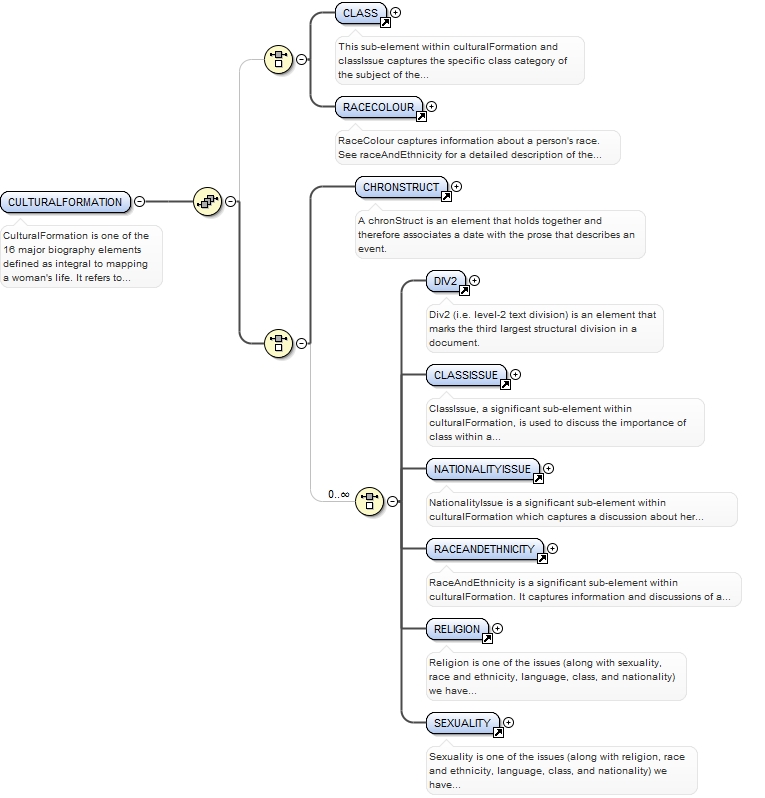 CLASS
This sub-element within culturalFormation and
classIssue captures the specific class category of
the subject of the...
RACECOLOUR
RaceColour captures information about a person's race.
See raceAndEthnicity for a detailed description of the...
CHRONSTRUCT
A chronStruct is an element that holds together and
therefore associates a date with the prose that describes an
event.
CULTURALFORMATION
CulturalFormation is one of the
16 major biography elements
defined as integral to mapping
a woman's life. It refers to...
DIV2
Div2 (i.e. level-2 text division) is an element that
marks the third largest structural division in a
document.
CLASSISSUE
ClassIssue, a significant sub-element within
culturalFormation, is used to discuss the importance of
class within a...
0..∞
NATIONALITYISSUE
NationalityIssue is a significant sub-element within
culturalFormation which captures a discussion about her...
RACEANDETHNICITY
RaceAndEthnicity is a significant sub-element within
culturalFormation. It captures information and discussions of a...
RELIGION
Religion is one of the issues (along with sexuality,
race and ethnicity, language, class, and nationality)
we have...
SEXUALITY
Sexuality is one of the issues (along with religion, race
and ethnicity, language, class, and nationality) we
have...